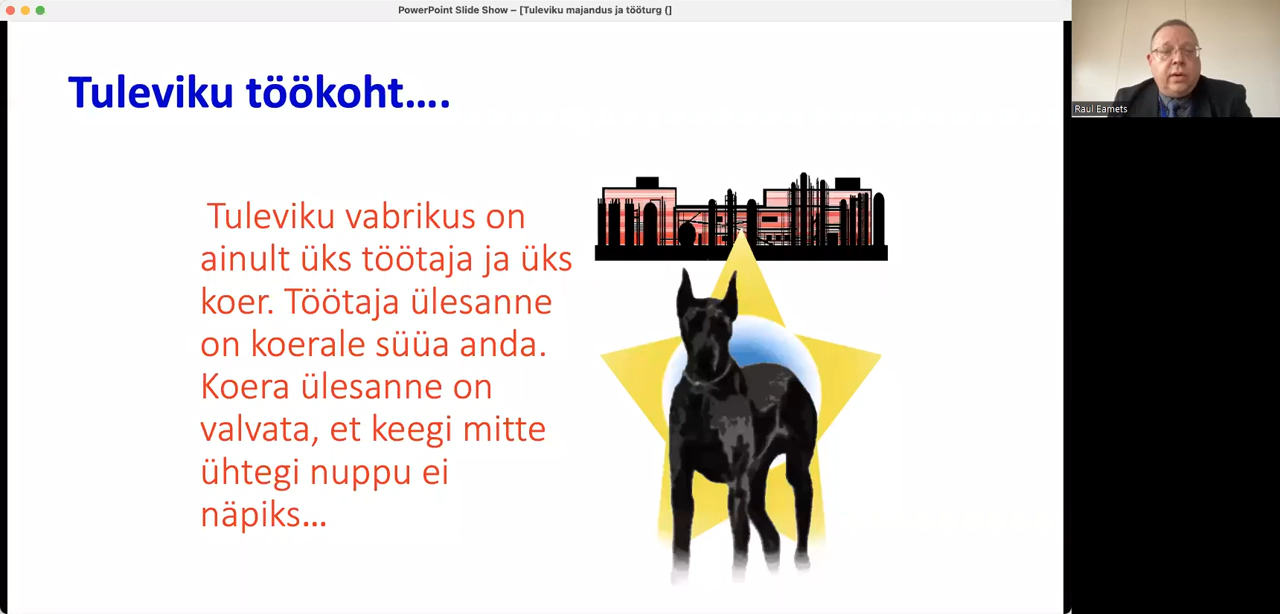 PowerPoint Slide Show – [Tuleviku majandus ja tööturg (]
Tuleviku töökoht....
Raul Eamets
Tuleviku vabrikus on
ainult üks töötaja ja üks
koer. Töötaja ülesanne
on koerale süüa anda.
Koera ülesanne on
valvata, et keegi mitte
ühtegi nuppu ei
näpiks...